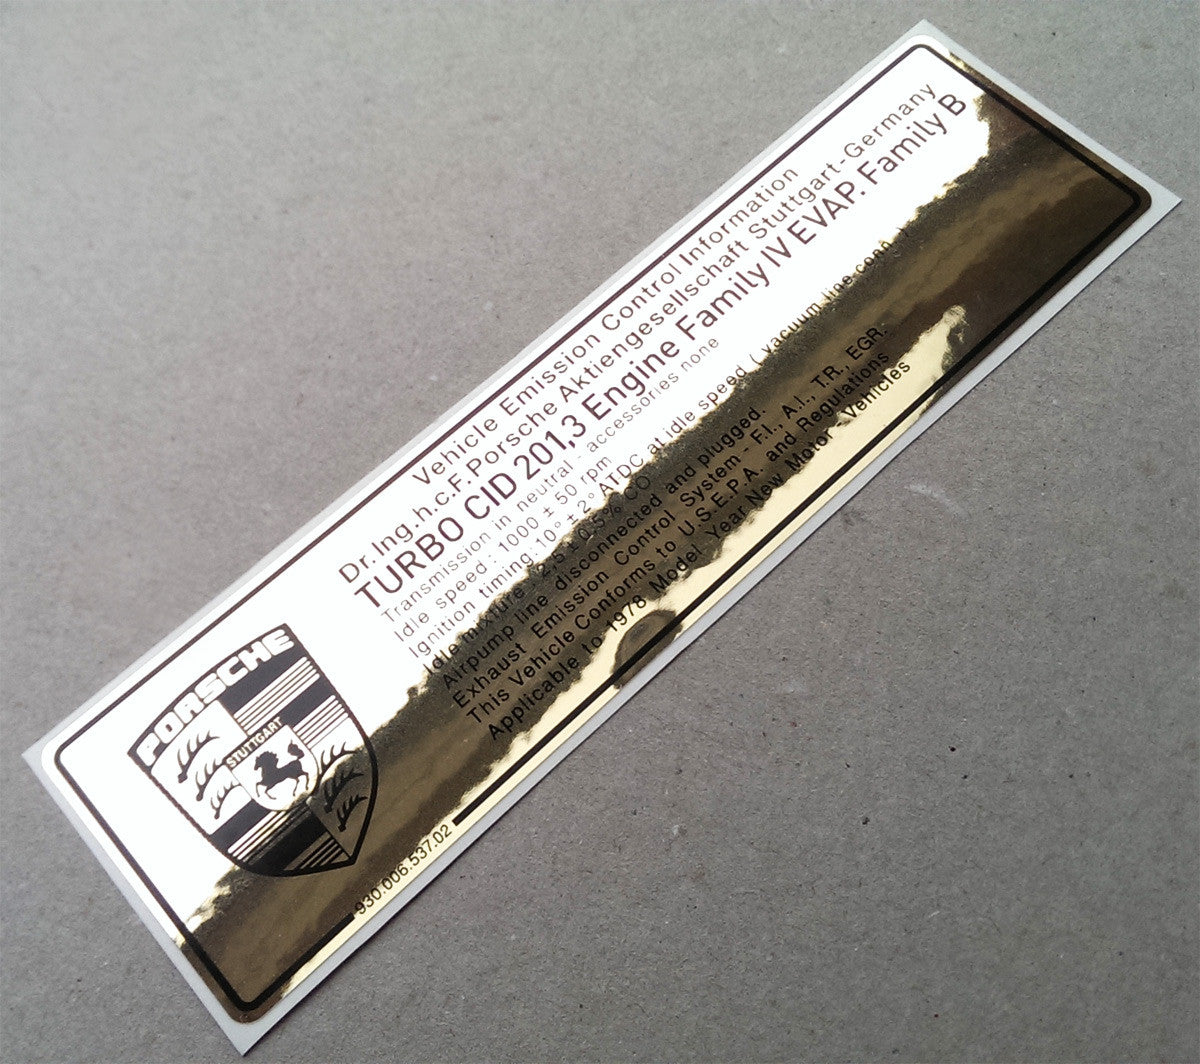 Vehicle Emission Control Information
Dr. Ing.h.c.F. Porsche Aktiengesellschaft Stuttgart-Germany
TURBO CID 201,3 Engine Family IV EVAP. Family B
Transmission in neutral - accessories none
Idle speed : 1000 ± 50 rpm
Ignition timing: 10° ± 2° ATDC at idle speed ( vacuum line conn.
Idle mixture : 2,5 ± 0,5% CO
Airpump line disconnected and plugged.
Exhaust Emission Control System - F.I., A.I., T.R., EGR.
This Vehicle Conforms to U.S.E.P.A. and Regulations
Applicable to 1978 Model Year New Motor - Vehicles
PORSCHE
STUTTGART
930.006.537.02